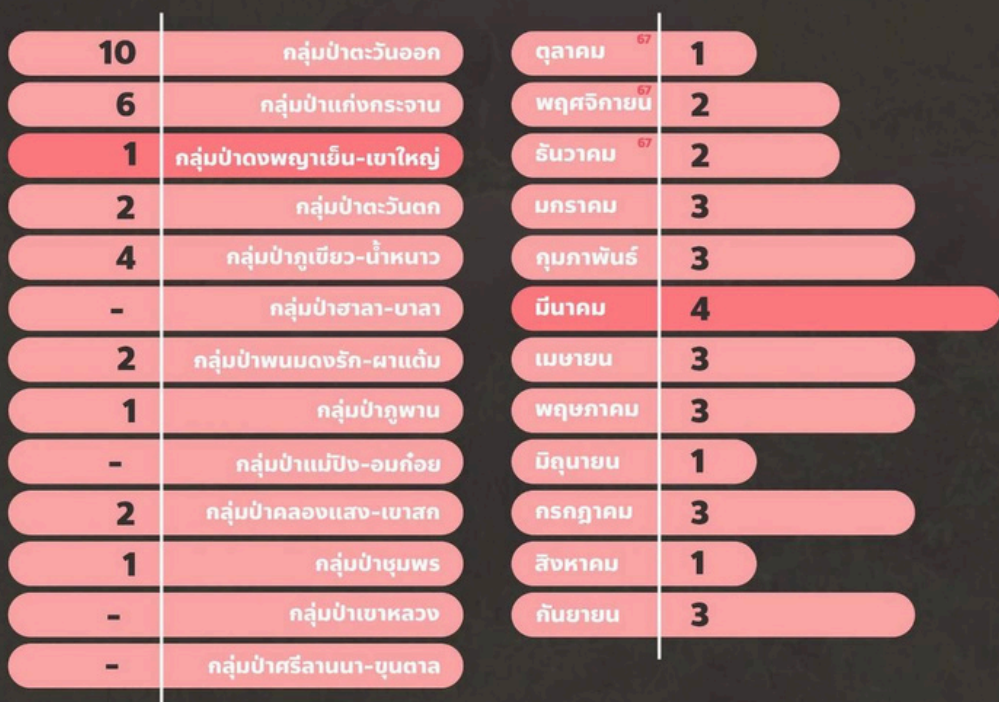 10 กลุ่มป่าตะวันออก
6 กลุ่มป่าแก่งกระจาน
1 กลุ่มป่าดงพญาเย็น-เขาใหญ่
2 กลุ่มป่าตะวันตก
4 กลุ่มป่าภูเขียว-น้ำหนาว
- กลุ่มป่าฮาลา-บาลา
2 กลุ่มป่าพนมดงรัก-ผาแต้ม
1 กลุ่มป่าภูพาน
- กลุ่มป่าแม่ปิง-อมก๋อย
2 กลุ่มป่าคลองแสง-เขาสก
1 กลุ่มป่าชุมพร
- กลุ่มป่าเขาหลวง
- กลุ่มป่าศรีลานนา-ขุนตาล
ตุลาคม 67 1
พฤศจิกายน 67 2
ธันวาคม 67 2
มกราคม 3
กุมภาพันธ์ 3
มีนาคม 4
เมษายน 3
พฤษภาคม 3
มิถุนายน 1
กรกฎาคม 3
สิงหาคม 1
กันยายน 3